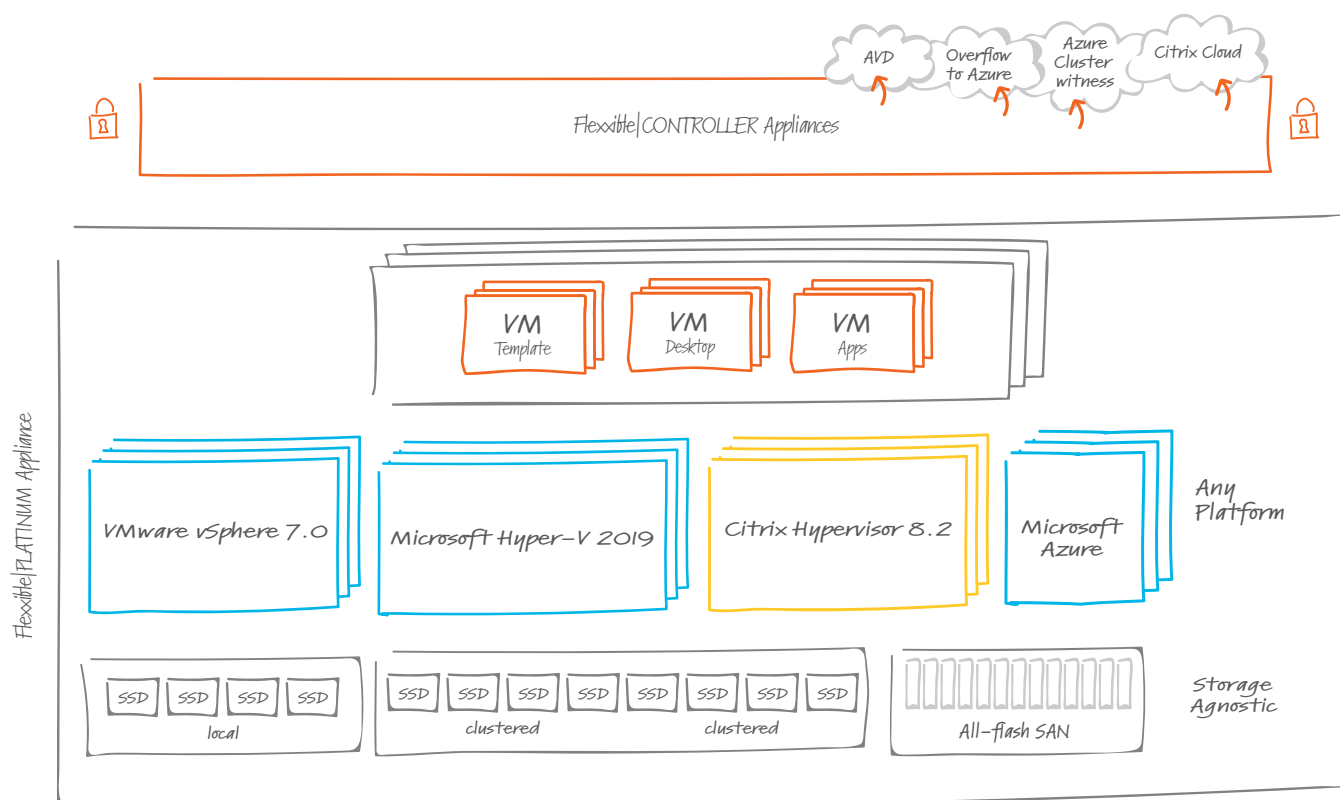 AVD
Overflow
to Azure
Azure
Cluster
witness
Citrix Cloud
Flexxible|CONTROLLER Appliances
VM
Template
VM
Desktop
VM
Apps
Flexxible|PLATINUM Appliance
VMware vSphere 7.0
Microsoft Hyper-V 2019
Citrix Hypervisor 8.2
Microsoft
Azure
Any
Platform
SSD SSD SSD SSD
local
SSD SSD SSD SSD SSD SSD SSD SSD
clustered clustered
All-flash SAN
Storage
Agnostic